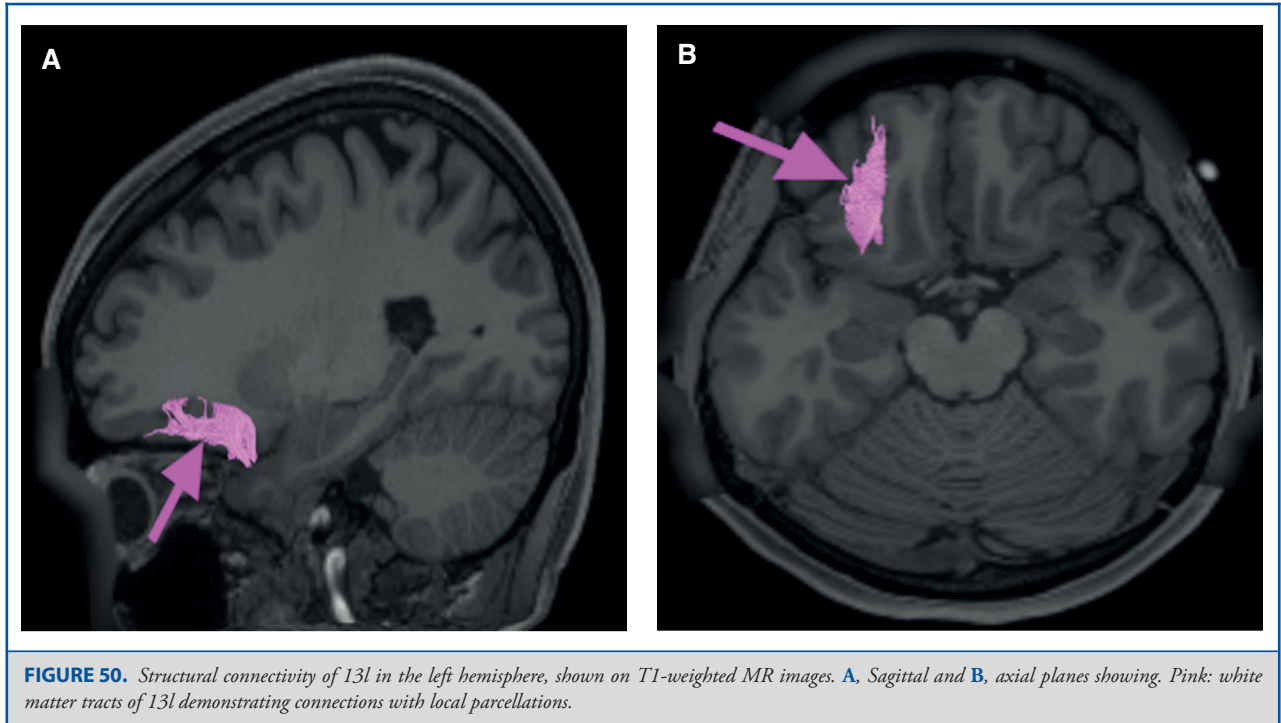 A
B
FIGURE 50. Structural connectivity of 13l in the left hemisphere, shown on T1-weighted MR images. A, Sagittal and B, axial planes showing. Pink: white
matter tracts of 13l demonstrating connections with local parcellations.